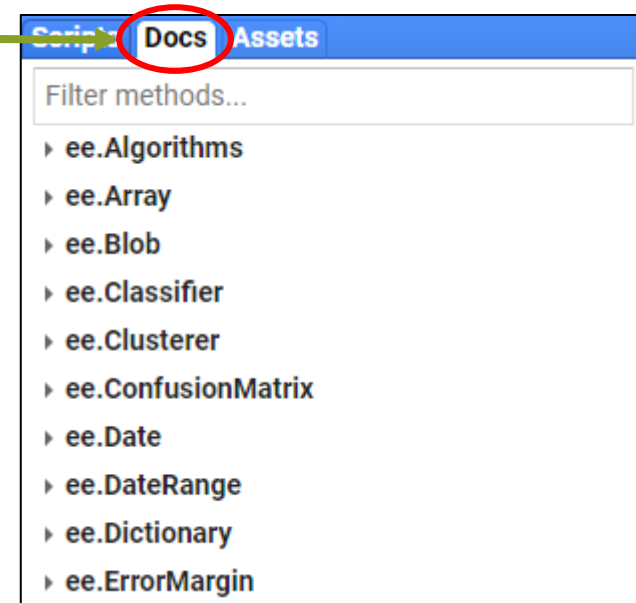 Scripts Docs Assets
Filter methods...
ee.Algorithms
ee.Array
ee.Blob
ee.Classifier
ee.Clusterer
ee.ConfusionMatrix
ee.Date
ee.DateRange
ee.Dictionary
ee.ErrorMargin